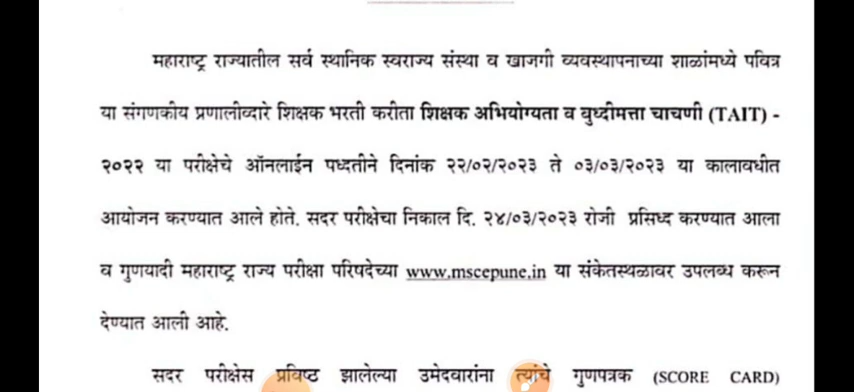 महाराष्ट्र राज्यातील सर्व स्थानिक स्वराज्य संस्था व खाजगी व्यवस्थापनाच्या शाळांमध्ये पवित्र
या संगणकीय प्रणालीव्दारे शिक्षक भरती करीता शिक्षक अभियोग्यता व बुध्दीमत्ता चाचणी (TAIT) -
२०२२ या परीक्षेचे ऑनलाईन पध्दतीने दिनांक २२/०२/२०२३ ते ०३/०३/२०२३ या कालावधीत
आयोजन करण्यात आले होते. सदर परीक्षेचा निकाल दि. २४/०३/२०२३ रोजी प्रसिध्द करण्यात आला
व गुणयादी महाराष्ट्र राज्य परीक्षा परिषदेच्या www.mscepune.in या संकेतस्थळावर उपलब्ध करून
देण्यात आली आहे.
सदर परीक्षेस प्रविष्ठ झालेल्या उमेदवारांना त्यांचे गुणपत्रक (SCORE CARD)